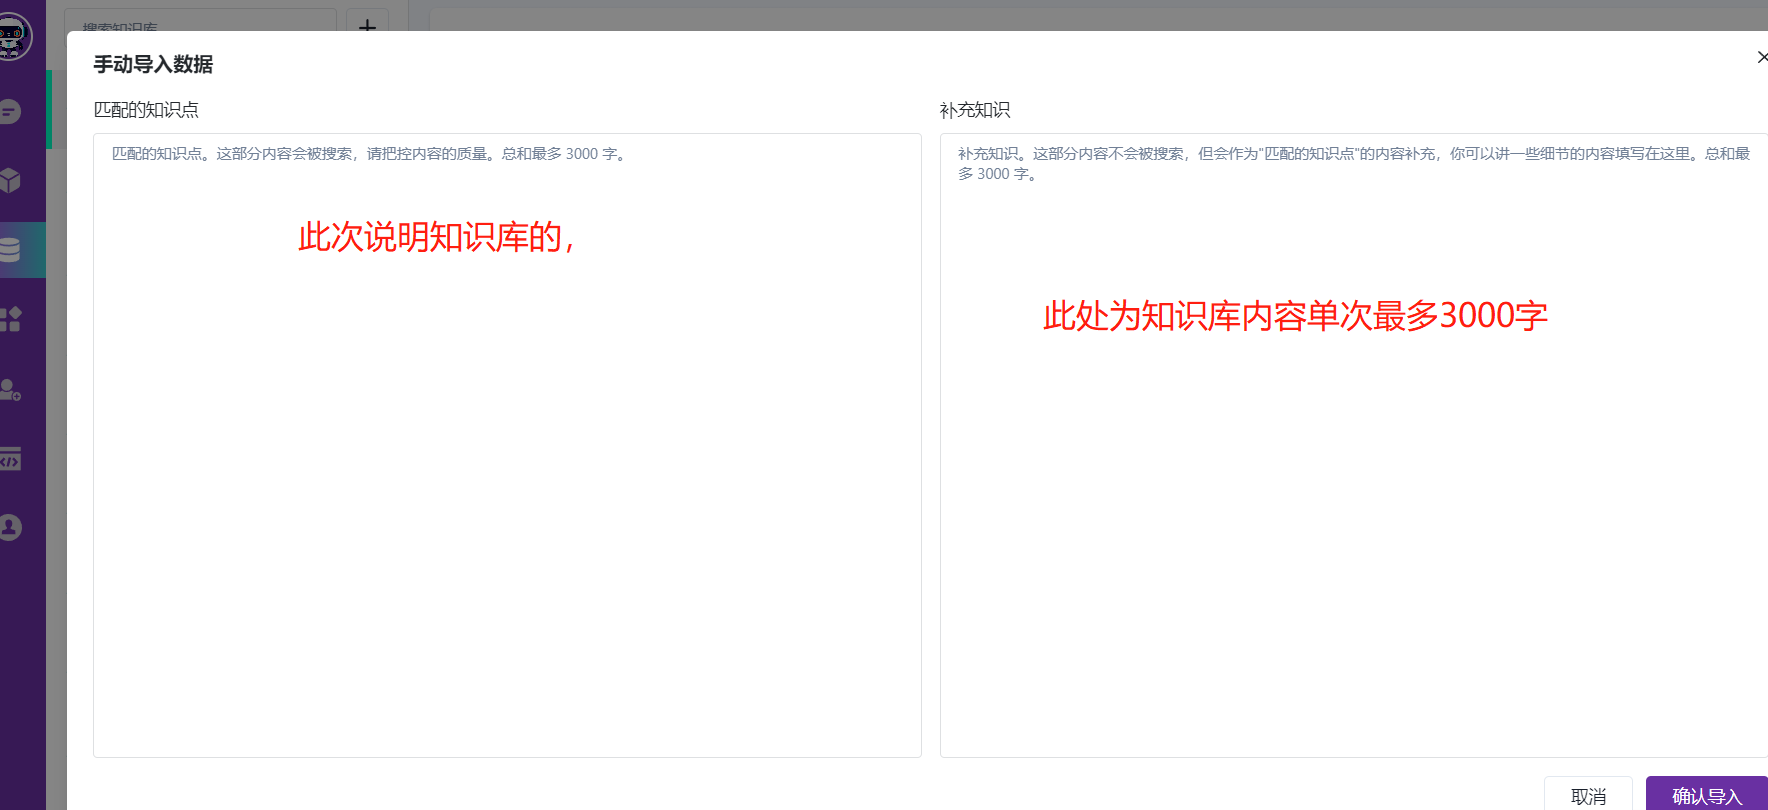 搜索知识库
手动导入数据
匹配的知识点
补充知识
匹配的知识点。这部分内容会被搜索，请把控内容的质量。总和最多 3000 字。
补充知识。这部分内容不会被搜索，但会作为"匹配的知识点"的内容补充，你可以讲一些细节的内容填写在这里。总和最
多 3000 字。
此次说明知识库的，
此处为知识库内容单次最多3000字
取消
确认导入